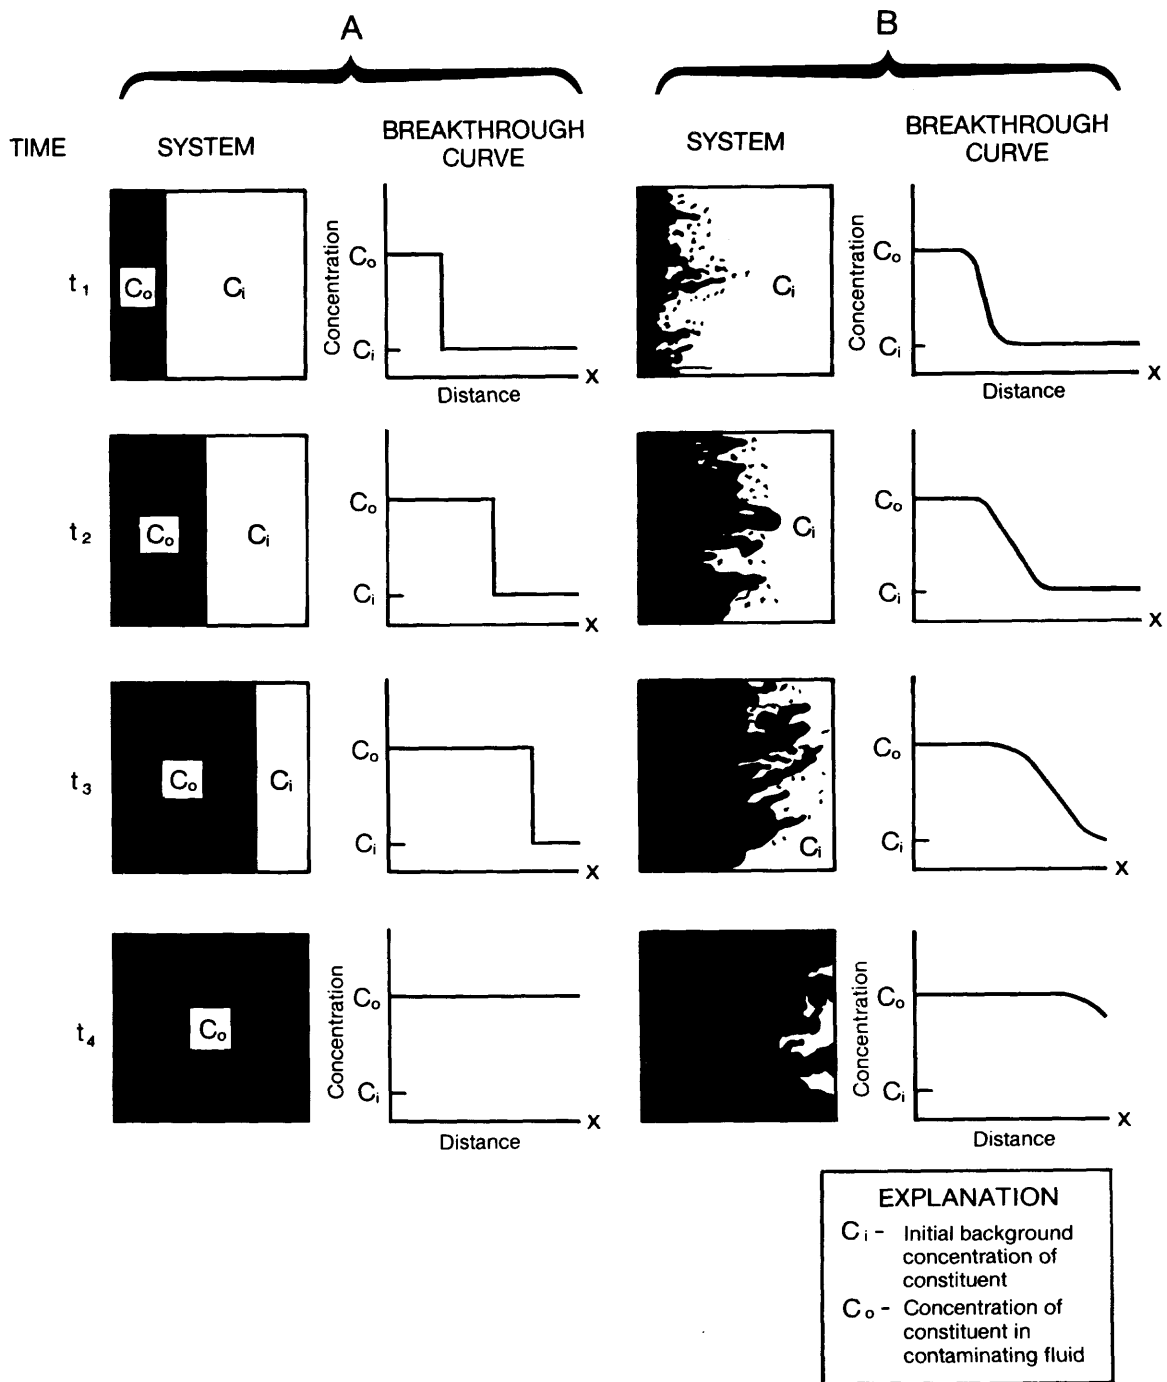 A
B
TIME
SYSTEM
BREAKTHROUGH
CURVE
SYSTEM
BREAKTHROUGH
CURVE
t₁
Cₒ
Cᵢ
Concentration
Cₒ
Cᵢ
X
Distance
Cᵢ
Concentration
Cₒ
Cᵢ
X
Distance
t₂
Cₒ
Cᵢ
Cₒ
Cᵢ
X
Cᵢ
Cₒ
Cᵢ
X
t₃
Cₒ
Cᵢ
Cₒ
Cᵢ
X
Cᵢ
Cₒ
Cᵢ
X
t₄
Cₒ
Concentration
Cₒ
Cᵢ
X
Distance
Concentration
Cₒ
Cᵢ
X
Distance
EXPLANATION
Cᵢ - Initial background
concentration of
constituent
Cₒ - Concentration of
constituent in
contaminating fluid